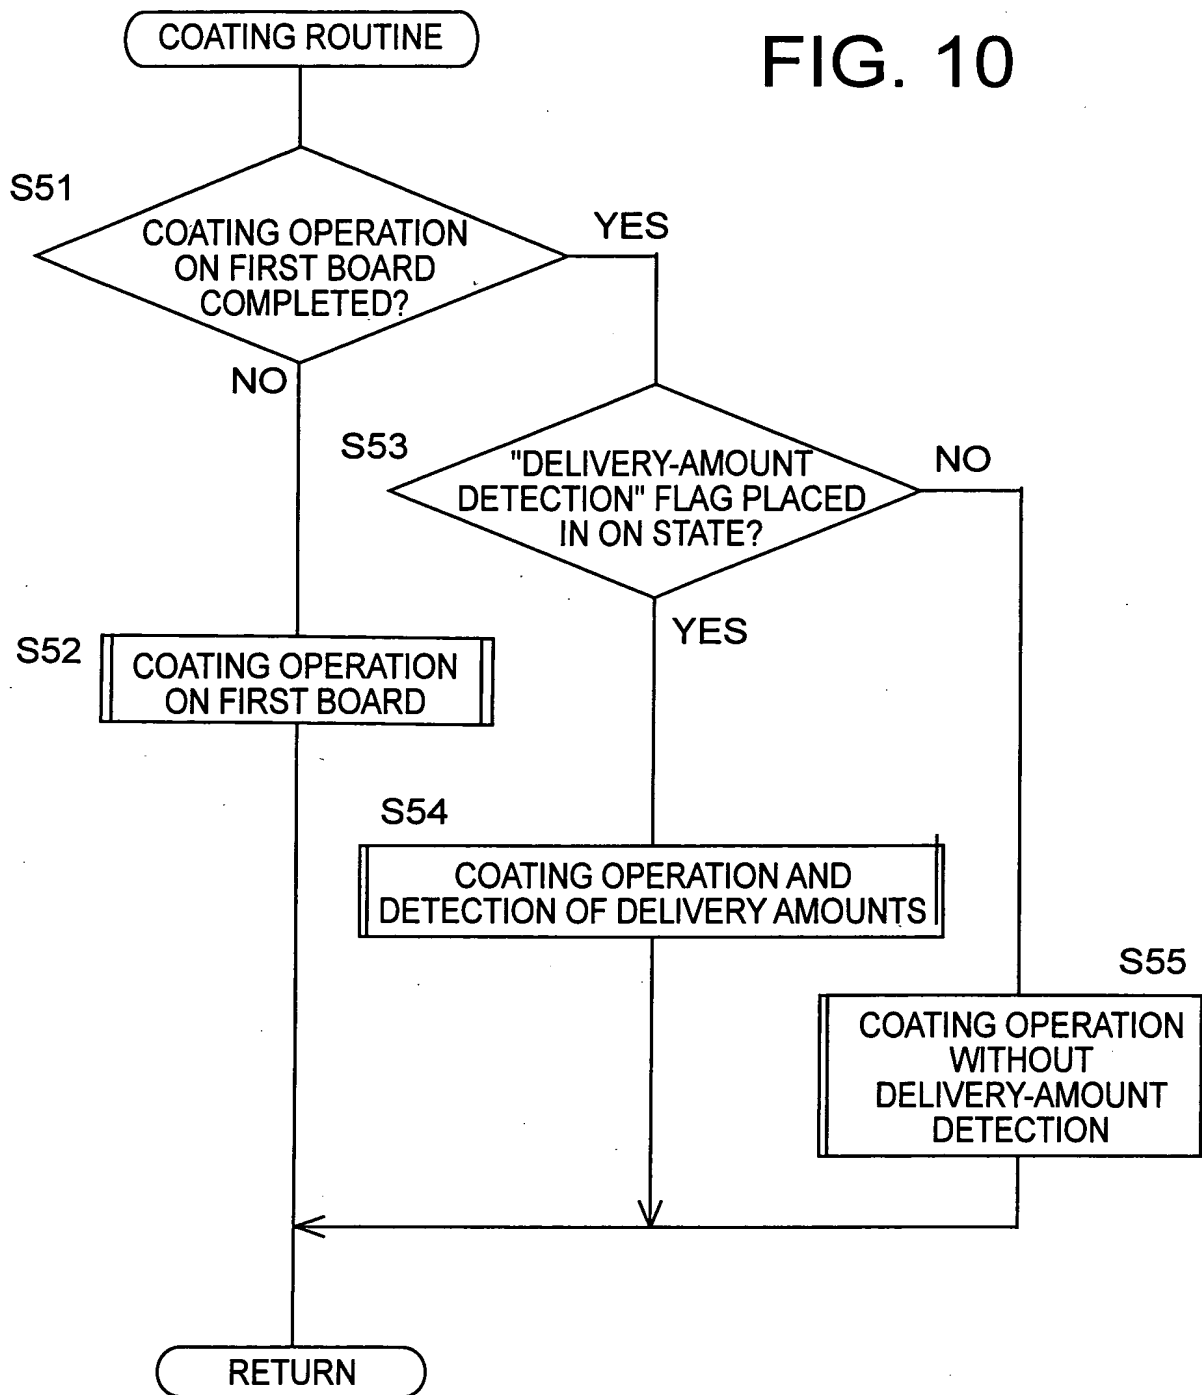 COATING ROUTINE
FIG. 10
S51
COATING OPERATION
ON FIRST BOARD
COMPLETED?
YES
NO
S53
"DELIVERY-AMOUNT
DETECTION" FLAG PLACED
IN ON STATE?
NO
YES
S52
COATING OPERATION
ON FIRST BOARD
S54
COATING OPERATION AND
DETECTION OF DELIVERY AMOUNTS
S55
COATING OPERATION
WITHOUT
DELIVERY-AMOUNT
DETECTION
RETURN